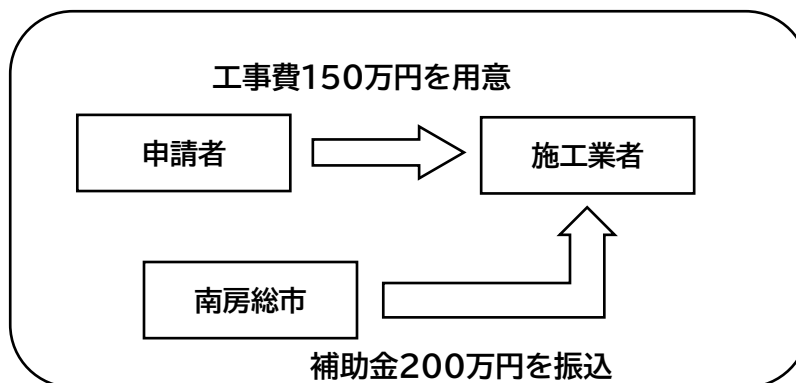 工事費150万円を用意
申請者
施工業者
南房総市
補助金200万円を振込